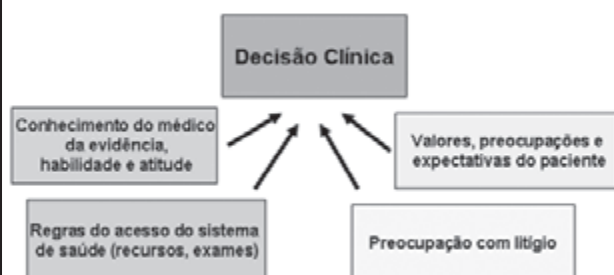 Decisão Clínica
Conhecimento do médico
da evidência,
habilidade e atitude
Valores, preocupações e
expectativas do paciente
Regras do acesso do sistema
de saúde (recursos, exames)
Preocupação com litígio